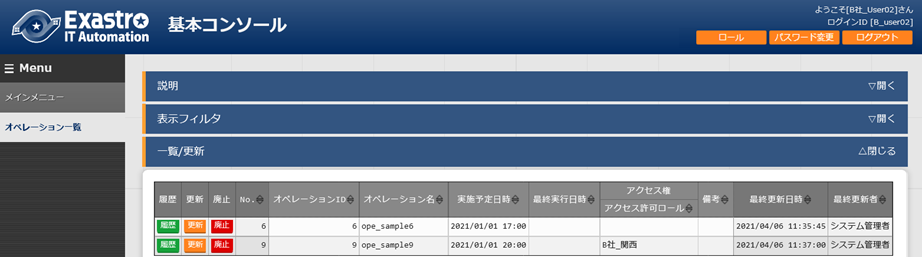 Exastro
IT Automation
基本コンソール
ようこそ[B社_User02]さん
ログインID [B_user02]
ロール パスワード変更 ログアウト
Menu
メインメニュー
オペレーション一覧
説明 ▽開く
表示フィルタ ▽開く
一覧/更新 △閉じる
履歴 更新 廃止 No. オペレーションID オペレーション名 実施予定日時 最終実行日時 アクセス権 備考 最終更新日時 最終更新者
アクセス許可ロール
履歴 更新 廃止 6 6 ope_sample6 2021/01/01 17:00 2021/04/06 11:35:45 システム管理者
履歴 更新 廃止 9 9 ope_sample9 2021/01/01 20:00 B社_関西 2021/04/06 11:37:00 システム管理者